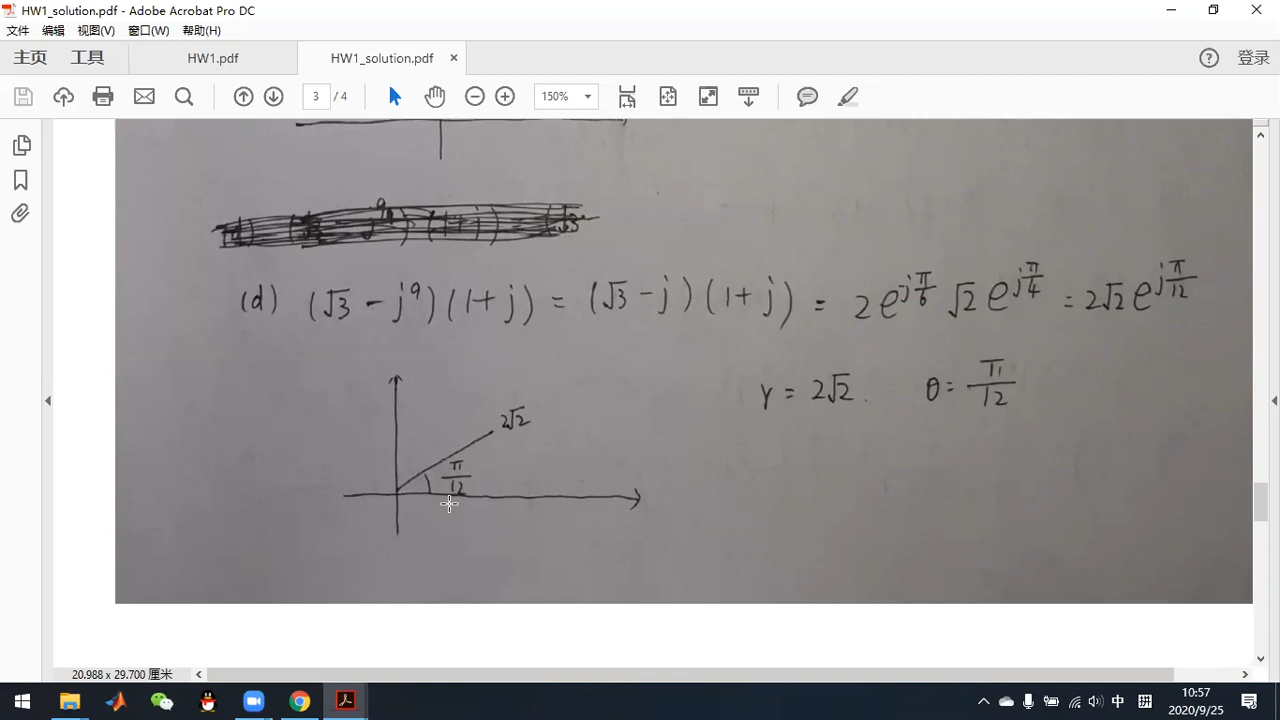 HW1_solution.pdf - Adobe Acrobat Pro DC
文件 编辑 视图(V) 窗口(W) 帮助(H)
主页 工具 HW1.pdf HW1_solution.pdf × ? 登录
3 / 4 150%
(d) (√3 - j⁹)(1+j) = (√3 - j)(1+j) = 2e^{jπ/6} √2 e^{jπ/4} = 2√2 e^{jπ/12}
r = 2√2. θ = π/12
2√2
π/12
20.988 x 29.700 厘米
中 拼 10:57
2020/9/25